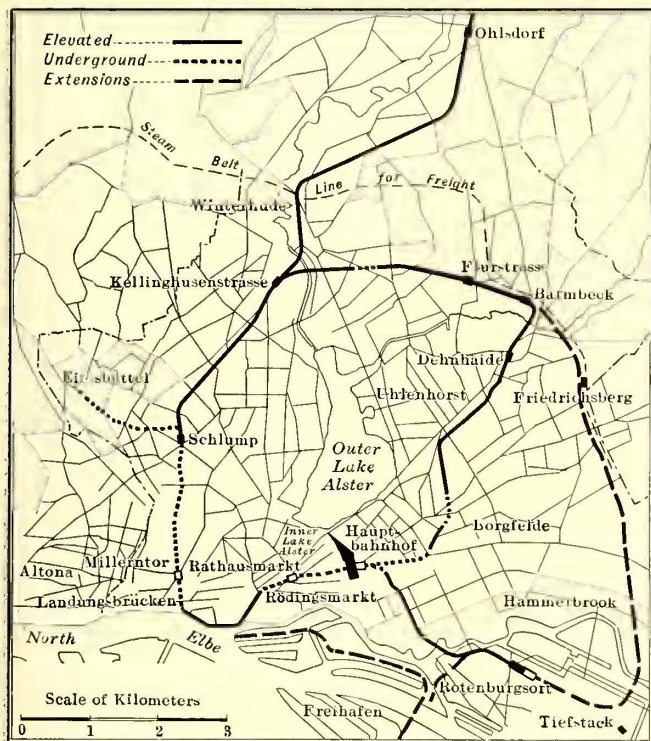 Elevated
Underground
Extensions
Ohlsdorf
Steam Belt Line for Freight
Winterhude
Kellinghusenstrasse
Flurstrasse
Barmbeck
Dehnhaide
Eimsbüttel
Uhlenhorst
Friedrichsberg
Schlump
Outer
Lake
Alster
Inner
Lake
Alster
Haupt-
bahnhof
Borgfelde
Millerntor
Rathausmarkt
Altona
Landungsbrücken
Rödingsmarkt
Hammerbrook
North Elbe
Rotenburgsort
Scale of Kilometers
0 1 2 3
Freihafen
Tiefstack